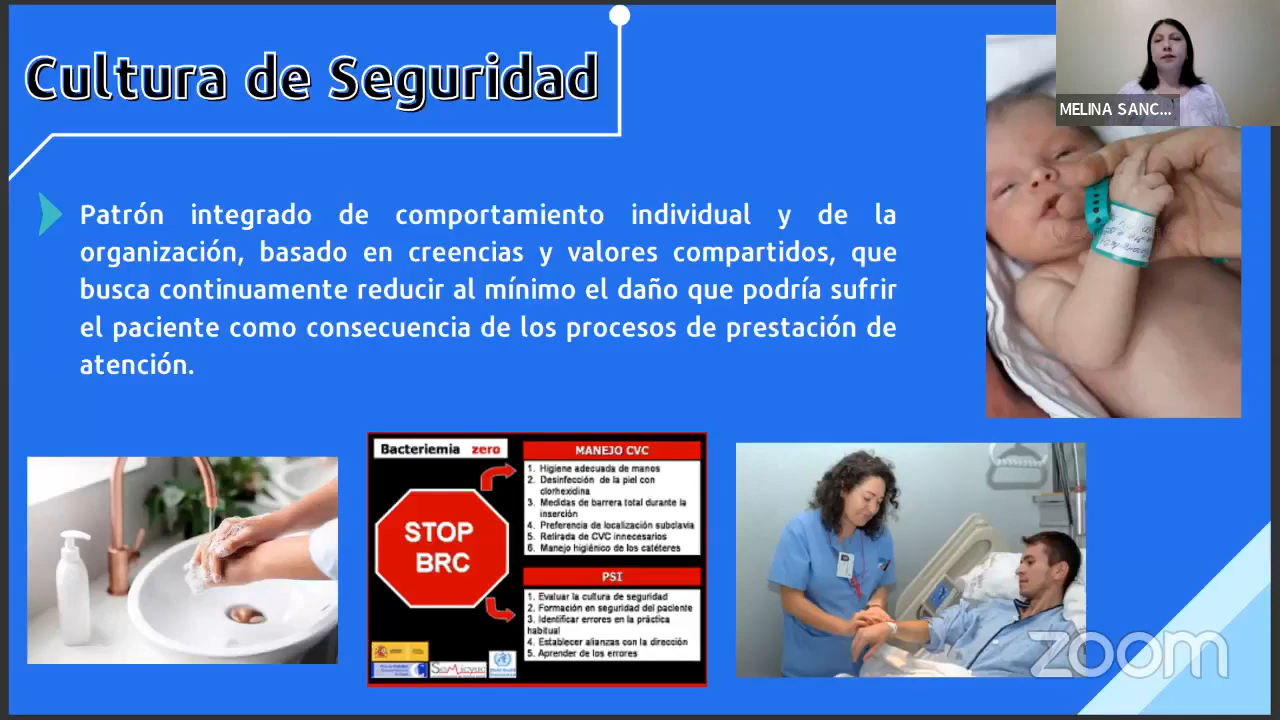 Cultura de Seguridad
MELINA SANC...
Patrón integrado de comportamiento individual y de la
organización, basado en creencias y valores compartidos, que
busca continuamente reducir al mínimo el daño que podría sufrir
el paciente como consecuencia de los procesos de prestación de
atención.
Bacteriemia zero
STOP
BRC
MANEJO CVC
1. Higiene adecuada de manos
2. Desinfección de la piel con
clorhexidina
3. Medidas de barrera total durante la
inserción
4. Preferencia de localización subclavia
5. Retirada de CVC innecesarios
6. Manejo higiénico de los catéteres
PSI
1. Evaluar la cultura de seguridad
2. Formación en seguridad del paciente
3. Identificar errores en la práctica
habitual
4. Establecer alianzas con la dirección
5. Aprender de los errores
zoom